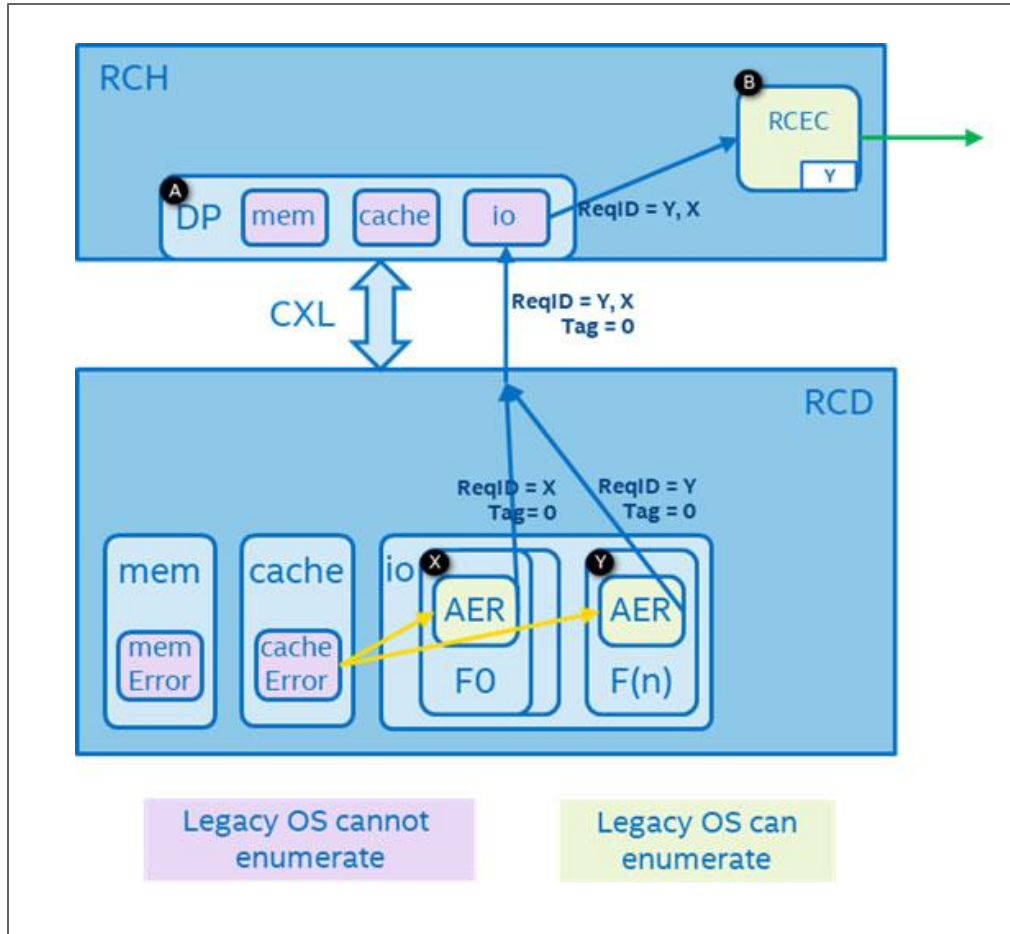 RCH
B
RCEC
Y
A
DP
mem
cache
io
ReqID = Y, X
CXL
ReqID = Y, X
Tag = 0
RCD
ReqID = X
Tag= 0
ReqID = Y
Tag = 0
mem
mem
Error
cache
cache
Error
io
X
AER
F0
Y
AER
F(n)
Legacy OS cannot
enumerate
Legacy OS can
enumerate